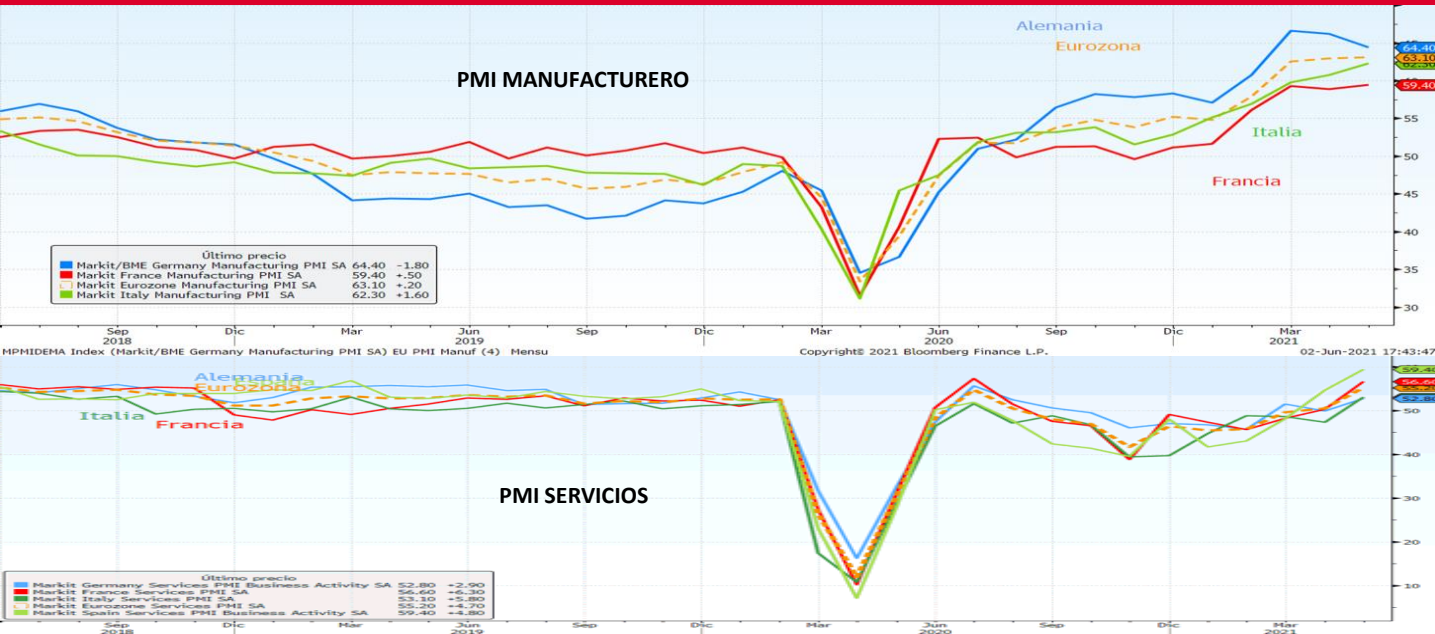 Alemania
Eurozona
PMI MANUFACTURERO
64.40
63.10
62.30
59.40
55
Italia
50
Francia
45
40
35
30
Último precio
Markit/BME Germany Manufacturing PMI SA 64.40 -1.80
Markit France Manufacturing PMI SA 59.40 +.50
Markit Eurozone Manufacturing PMI SA 63.10 +.20
Markit Italy Manufacturing PMI SA 62.30 +1.60
Sep Dic Mar Jun Sep Dic Mar Jun Sep Dic Mar
2018 2019 2020 2021
MPMIDEMA Index (Markit/BME Germany Manufacturing PMI SA) EU PMI Manuf (4) Mensu Copyright© 2021 Bloomberg Finance L.P. 02-Jun-2021 17:43:47
Alemania
España
Eurozona
Italia
Francia
59.40
56.60
55.20
52.80
50
40
PMI SERVICIOS
30
20
10
Último precio
Markit Germany Services PMI Business Activity SA 52.80 +2.90
Markit France Services PMI SA 56.60 +6.30
Markit Italy Services PMI SA 53.10 +5.80
Markit Eurozone Services PMI SA 55.20 +4.70
Markit Spain Services PMI Business Activity SA 59.40 +4.80
Sep Dic Mar Jun Sep Dic Mar Jun Sep Dic Mar
2018 2019 2020 2021